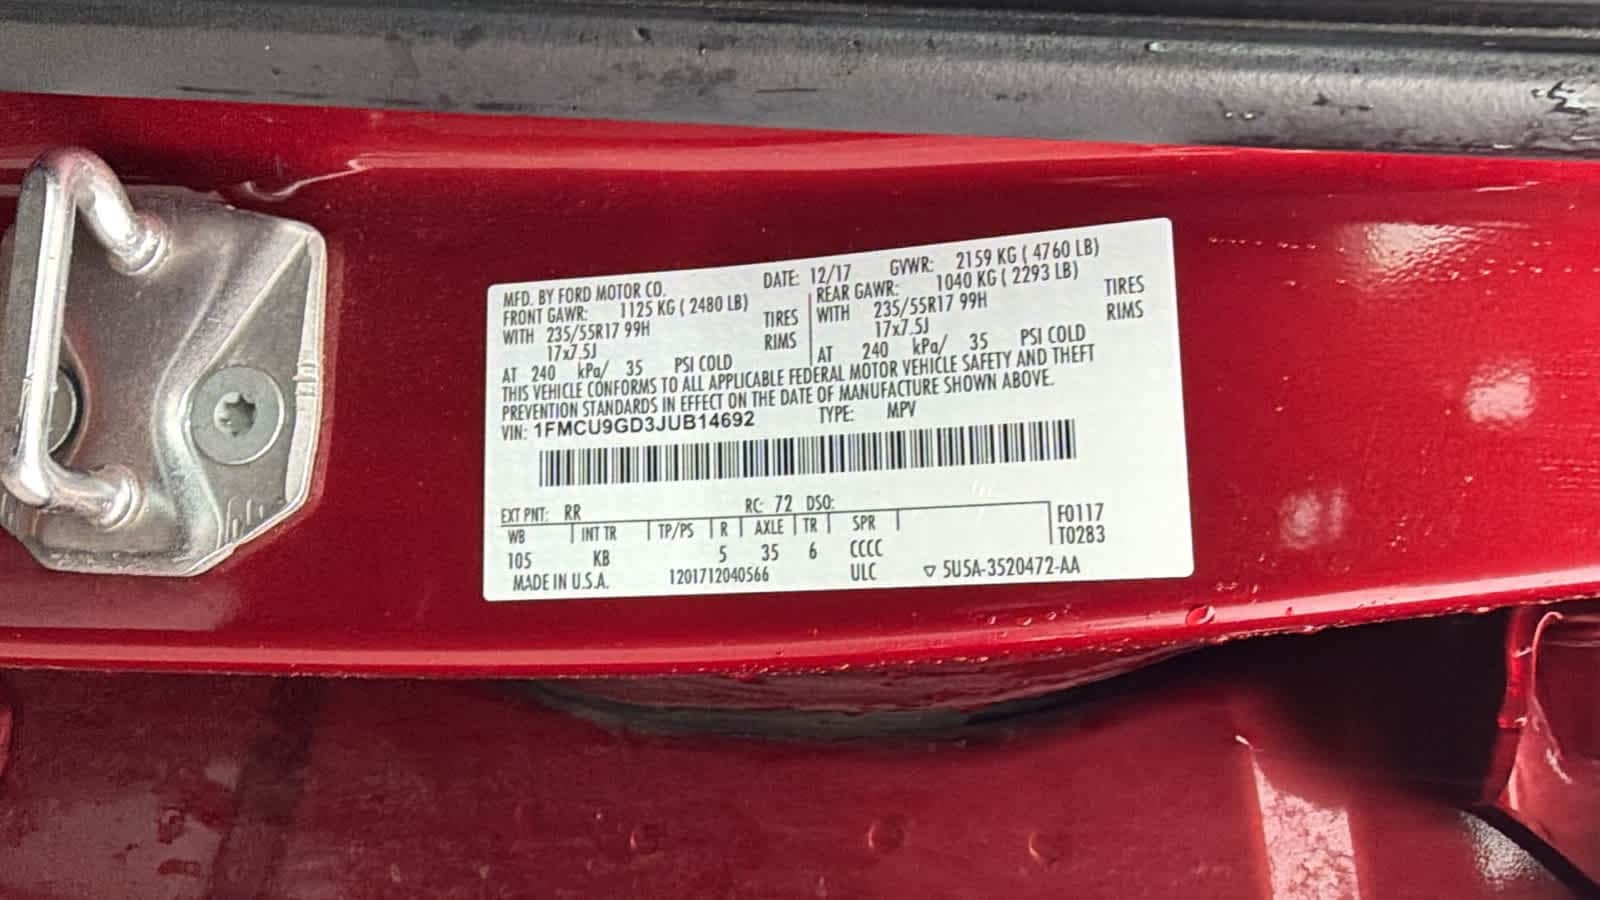 MFD. BY FORD MOTOR CO. DATE: 12/17 GVWR: 2159 KG ( 4760 LB)
FRONT GAWR: 1125 KG ( 2480 LB) REAR GAWR: 1040 KG ( 2293 LB)
WITH 235/55R17 99H TIRES WITH 235/55R17 99H TIRES
17x7.5J RIMS 17x7.5J RIMS
AT 240 kPa/ 35 PSI COLD AT 240 kPa/ 35 PSI COLD
THIS VEHICLE CONFORMS TO ALL APPLICABLE FEDERAL MOTOR VEHICLE SAFETY AND THEFT
PREVENTION STANDARDS IN EFFECT ON THE DATE OF MANUFACTURE SHOWN ABOVE.
VIN: 1FMCU9GD3JUB14692 TYPE: MPV
EXT PNT: RR RC: 72 DSO:
WB INT TR TP/PS R AXLE TR SPR F0117
105 KB 5 35 6 CCCC T0283
MADE IN U.S.A. 1201712040566 ULC ▽ 5U5A-3520472-AA